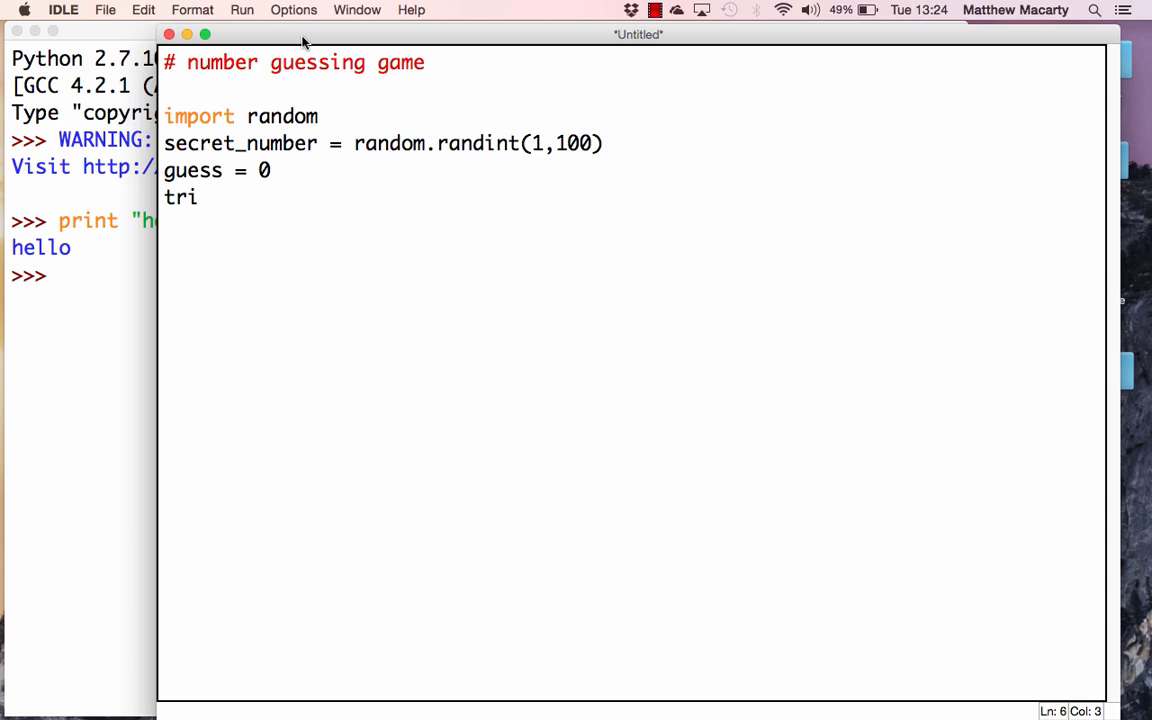 IDLE File Edit Format Run Options Window Help 49% Tue 13:24 Matthew Macarty
*Untitled*
Python 2.7.10
[GCC 4.2.1 (
Type "copyri
>>> WARNING:
Visit http:/
>>> print "h
hello
>>>
# number guessing game
import random
secret_number = random.randint(1,100)
guess = 0
tri
Ln: 6 Col: 3